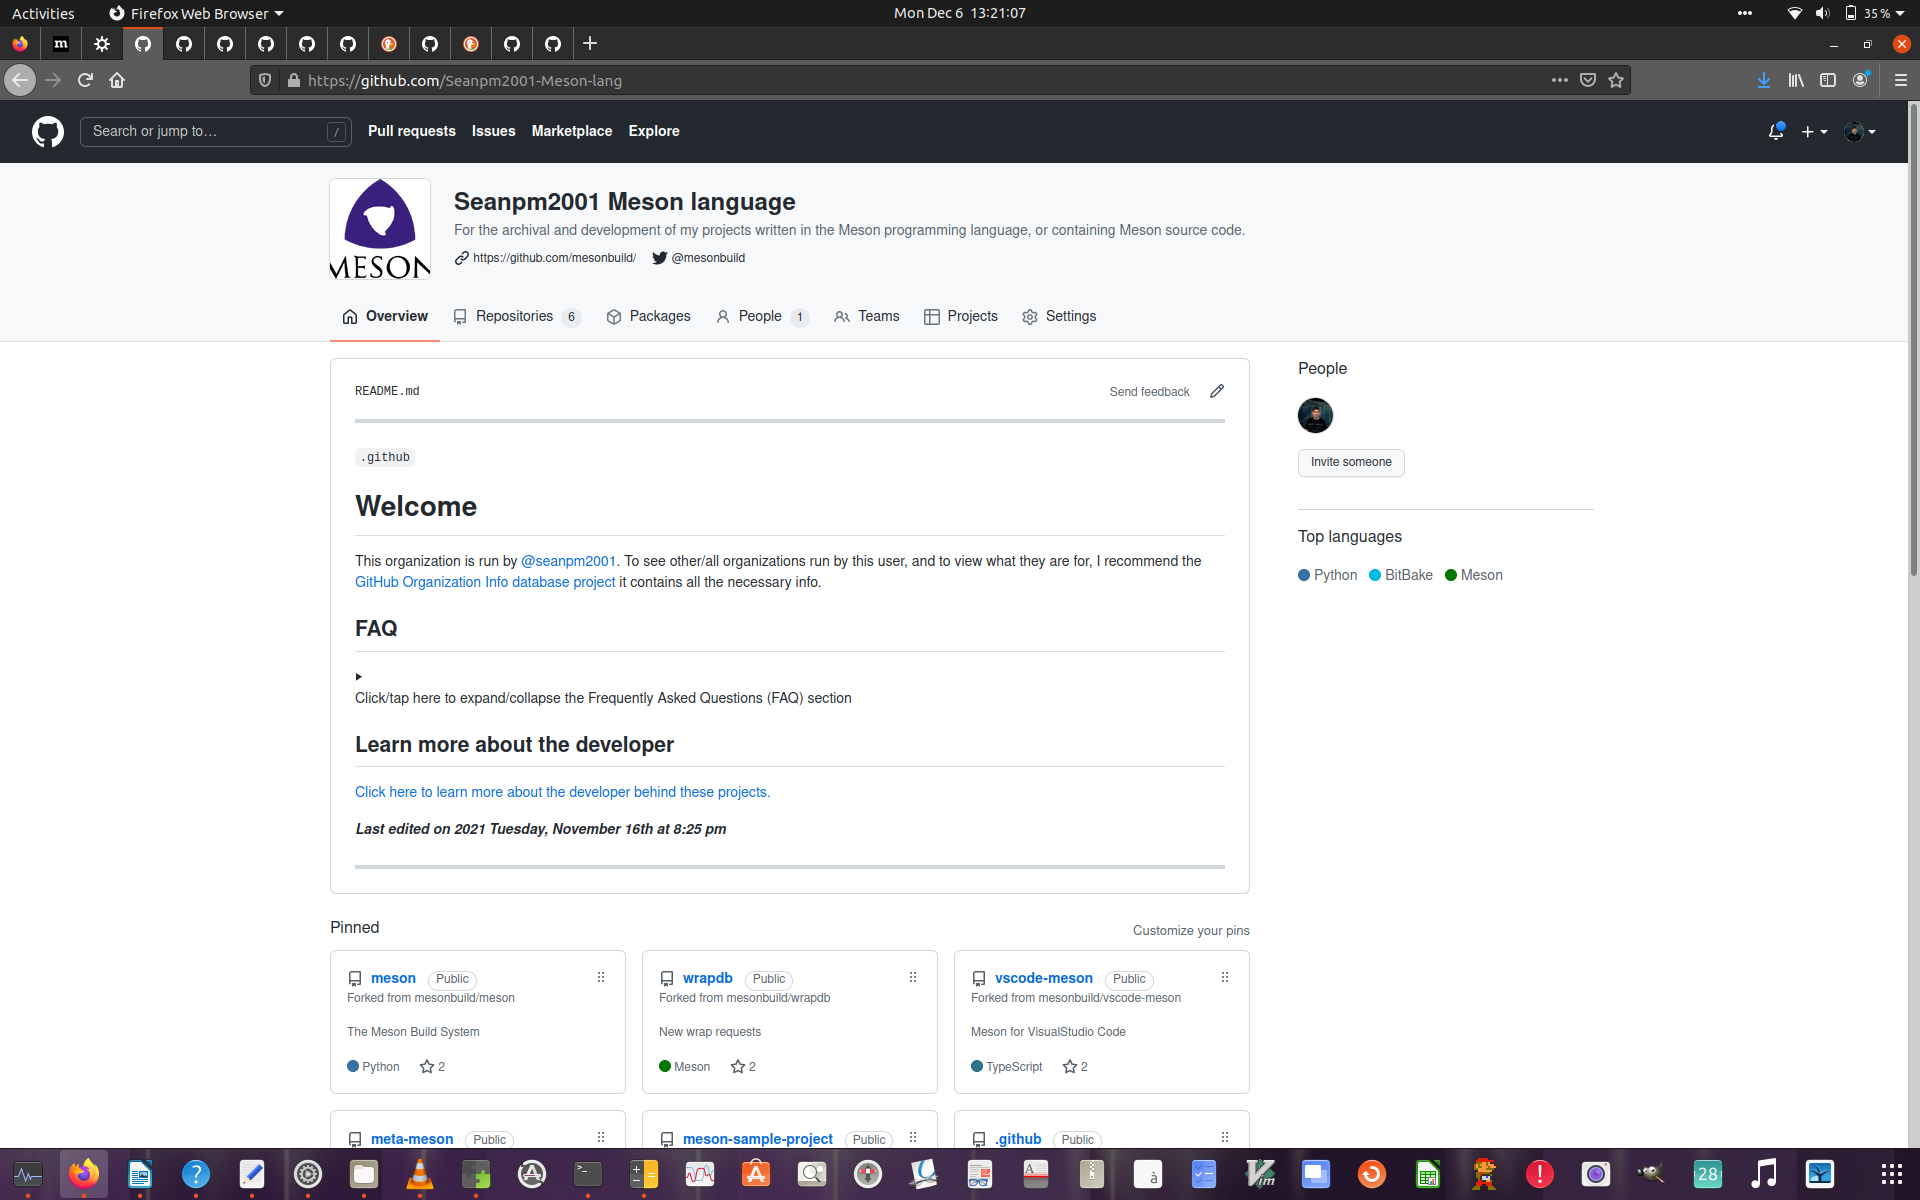 Activities
Firefox Web Browser
Mon Dec 6 13:21:07
35 %
m
https://github.com/Seanpm2001-Meson-lang
Search or jump to…
/
Pull requests
Issues
Marketplace
Explore
MESON
Seanpm2001 Meson language
For the archival and development of my projects written in the Meson programming language, or containing Meson source code.
https://github.com/mesonbuild/
@mesonbuild
Overview
Repositories 6
Packages
People 1
Teams
Projects
Settings
README.md
Send feedback
.github
Welcome
This organization is run by @seanpm2001. To see other/all organizations run by this user, and to view what they are for, I recommend the
GitHub Organization Info database project it contains all the necessary info.
FAQ
Click/tap here to expand/collapse the Frequently Asked Questions (FAQ) section
Learn more about the developer
Click here to learn more about the developer behind these projects.
Last edited on 2021 Tuesday, November 16th at 8:25 pm
People
Invite someone
Top languages
Python
BitBake
Meson
Pinned
Customize your pins
meson Public
Forked from mesonbuild/meson
The Meson Build System
Python 2
wrapdb Public
Forked from mesonbuild/wrapdb
New wrap requests
Meson 2
vscode-meson Public
Forked from mesonbuild/vscode-meson
Meson for VisualStudio Code
TypeScript 2
meta-meson Public
meson-sample-project Public
.github Public
28